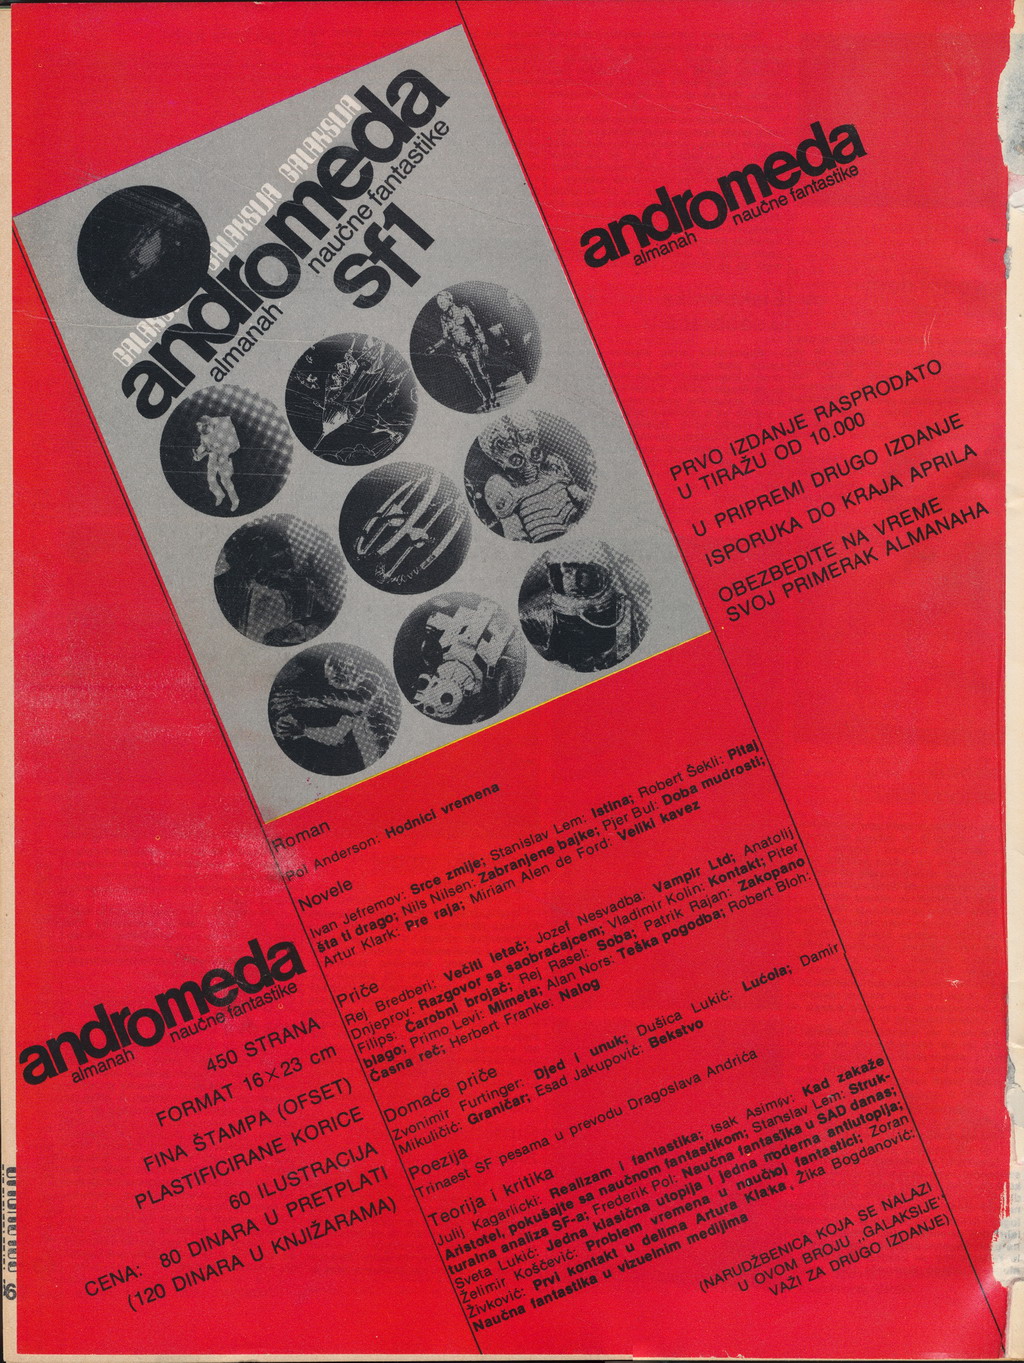 GALAKSIJA GALAKSIJA GALAKSIJA
andromeda
almanah naučne fantastike
sf1
andromeda
almanah naučne fantastike
PRVO IZDANJE RASPRODATO
U TIRAŽU OD 10.000
U PRIPREMI DRUGO IZDANJE
ISPORUKA DO KRAJA APRILA
OBEZBEDITE NA VREME
SVOJ PRIMERAK ALMANAHA
Roman
Pol Anderson: Hodnici vremena
Novele
Ivan Jefremov: Srce zmije; Stanislav Lem: Istina; Robert Šekli: Pitaj
šta ti drago; Nils Nilsen: Zabranjene bajke; Pjer Bul: Doba mudrosti;
Artur Klark: Pre raja; Miriam Alen de Ford: Veliki kavez
Priče
Rej Bredberi: Večiti letač; Jozef Nesvadba: Vampir Ltd; Anatolij
Dnjeprov: Razgovor sa saobraćajcem; Vladimir Kolin: Kontakt; Piter
Filips: Čarobni brojač; Rej Rasel: Soba; Patrik Rajan: Zakopano
blago; Primo Levi: Mimeta; Alan Nors: Teška pogodba; Robert Bloh:
Časna reč; Herbert Franke: Nalog
Domaće priče
Zvonimir Furtinger: Djed i unuk; Dušica Lukić: Lućola; Damir
Mikuličić: Graničar; Esad Jakupović: Bekstvo
Poezija
Trinaest SF pesama u prevodu Dragoslava Andrića
Teorija i kritika
Julij Kagarlicki: Realizam i fantastika; Isak Asimov: Kad zakaže
Aristotel, pokušajte sa naučnom fantastikom; Stanslav Lem: Struk-
turalna analiza SF-a; Frederik Pol: Naučna fantastika u SAD danas;
Sveta Lukić: Jedna klasična utopija i jedna moderna antiutopija;
Želimir Koščević: Problem vremena u naučnoj fantastici; Zoran
Živković: Prvi kontakt u delima Artura Klarka, Žika Bogdanović:
Naučna fantastika u vizuelnim medijima
andromeda
almanah naučne fantastike
450 STRANA
FORMAT 16×23 cm
FINA ŠTAMPA (OFSET)
PLASTIFICIRANE KORICE
60 ILUSTRACIJA
CENA: 80 DINARA U PRETPLATI
(120 DINARA U KNJIŽARAMA)
(NARUDŽBENICA KOJA SE NALAZI
U OVOM BROJU „GALAKSIJE”,
VAŽI ZA DRUGO IZDANJE)